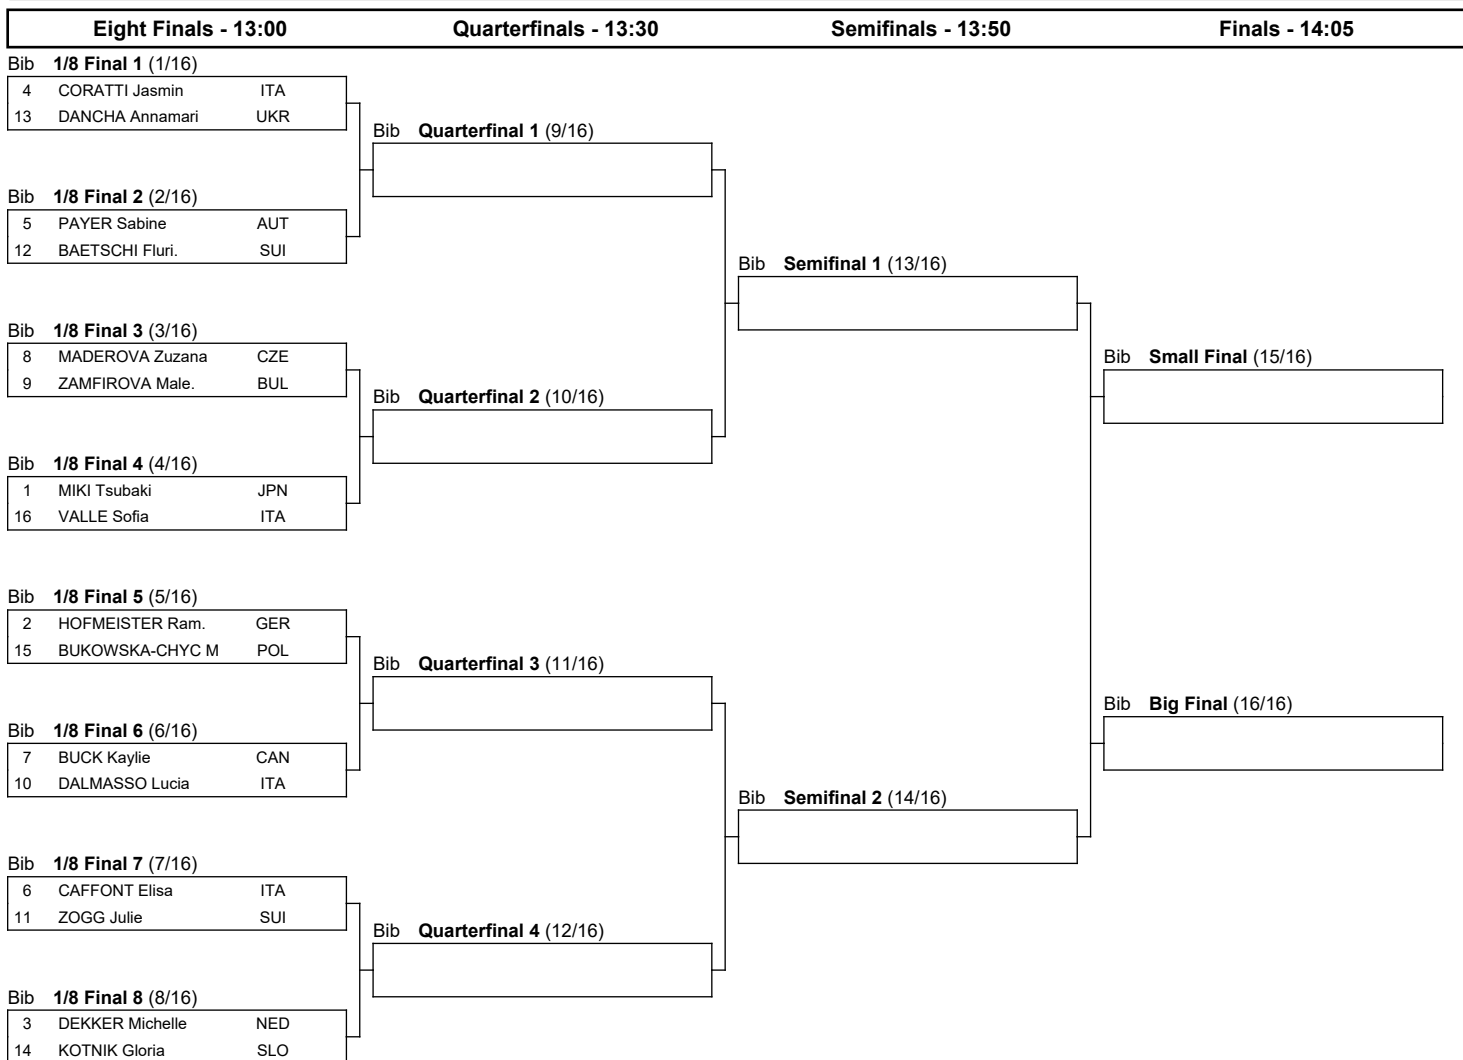 Eight Finals - 13:00 Quarterfinals - 13:30 Semifinals - 13:50 Finals - 14:05
Bib 1/8 Final 1 (1/16)
4 CORATTI Jasmin ITA
13 DANCHA Annamari UKR
Bib Quarterfinal 1 (9/16)
Bib 1/8 Final 2 (2/16)
5 PAYER Sabine AUT
12 BAETSCHI Fluri. SUI
Bib Semifinal 1 (13/16)
Bib 1/8 Final 3 (3/16)
8 MADEROVA Zuzana CZE
9 ZAMFIROVA Male. BUL
Bib Small Final (15/16)
Bib Quarterfinal 2 (10/16)
Bib 1/8 Final 4 (4/16)
1 MIKI Tsubaki JPN
16 VALLE Sofia ITA
Bib 1/8 Final 5 (5/16)
2 HOFMEISTER Ram. GER
15 BUKOWSKA-CHYC M POL
Bib Quarterfinal 3 (11/16)
Bib Big Final (16/16)
Bib 1/8 Final 6 (6/16)
7 BUCK Kaylie CAN
10 DALMASSO Lucia ITA
Bib Semifinal 2 (14/16)
Bib 1/8 Final 7 (7/16)
6 CAFFONT Elisa ITA
11 ZOGG Julie SUI
Bib Quarterfinal 4 (12/16)
Bib 1/8 Final 8 (8/16)
3 DEKKER Michelle NED
14 KOTNIK Gloria SLO